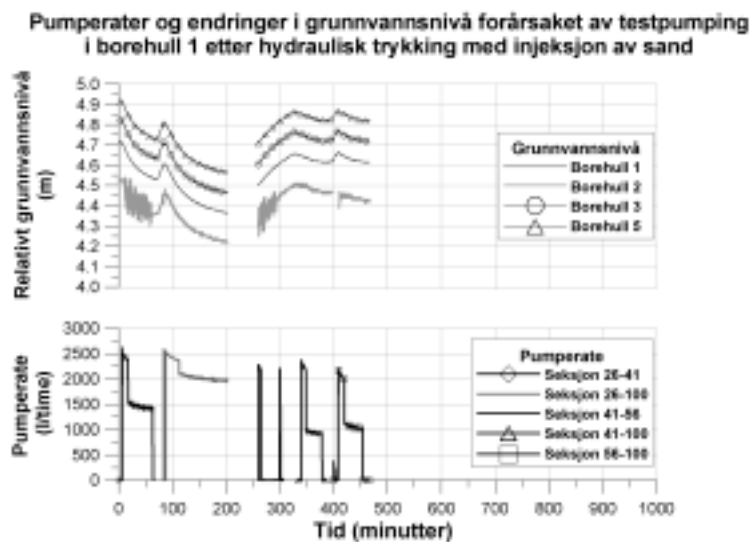 Pumperater og endringer i grunnvannsnivå forårsaket av testpumping
i borehull 1 etter hydraulisk trykking med injeksjon av sand
Relativt grunnvannsnivå
(m)
5.0
4.9
4.8
4.7
4.6
4.5
4.4
4.3
4.2
4.1
4.0
Grunnvannsnivå
Borehull 1
Borehull 2
Borehull 3
Borehull 5
Pumperate
(l/time)
3000
2500
2000
1500
1000
500
0
Pumperate
Seksjon 26-41
Seksjon 26-100
Seksjon 41-56
Seksjon 41-100
Seksjon 56-100
0 100 200 300 400 500 600 700 800 900 1000
Tid (minutter)